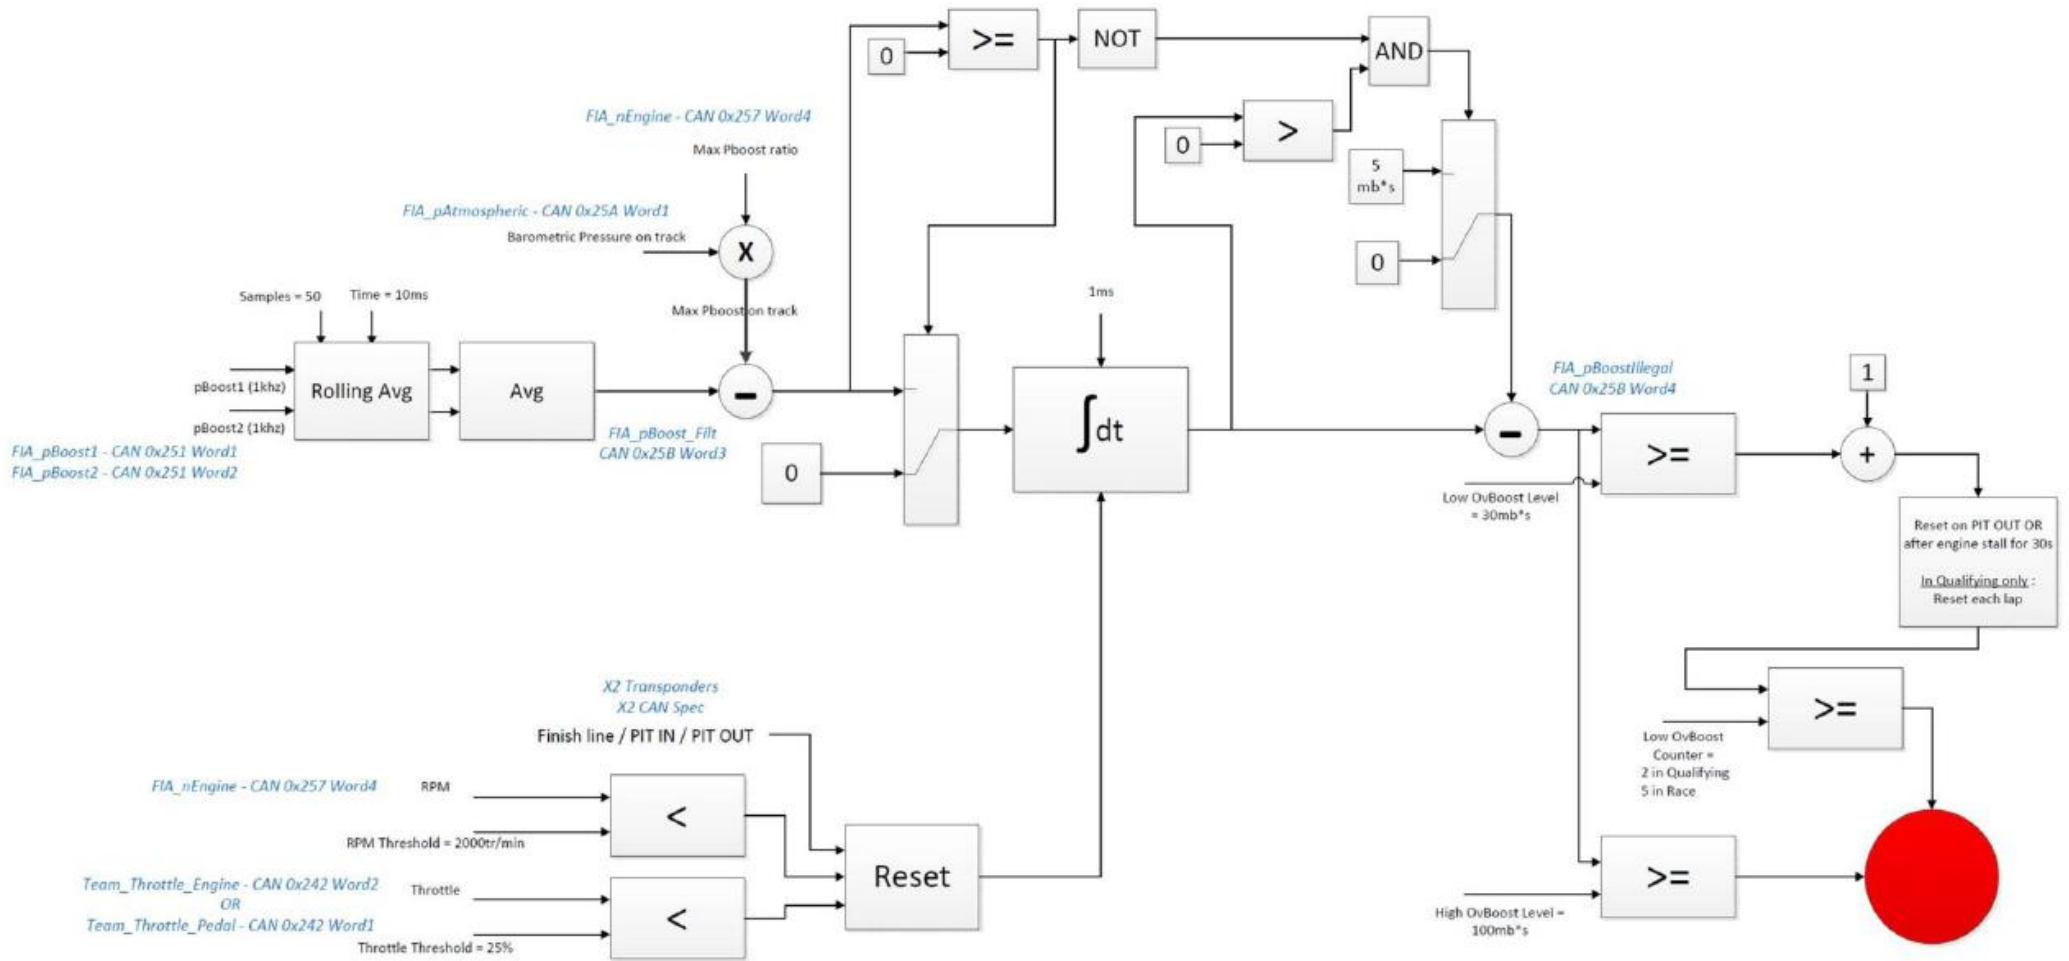 >=
NOT
AND
0
FIA_nEngine - CAN 0x257 Word4
Max Pboost ratio
>
0
5
mb*s
FIA_pAtmospheric - CAN 0x25A Word1
Barometric Pressure on track
X
0
Samples = 50
Time = 10ms
Max Pboost on track
1ms
pBoost1 (1khz)
pBoost2 (1khz)
Rolling Avg
Avg
-
FIA_pBoost1 - CAN 0x251 Word1
FIA_pBoost2 - CAN 0x251 Word2
FIA_pBoost_Filt
CAN 0x25B Word3
0
∫dt
-
FIA_pBoostIllegal
CAN 0x25B Word4
1
>=
+
Low OvBoost Level
= 30mb*s
Reset on PIT OUT OR
after engine stall for 30s
In Qualifying only :
Reset each lap
X2 Transponders
X2 CAN Spec
Finish line / PIT IN / PIT OUT
>=
Low OvBoost
Counter =
2 in Qualifying
5 in Race
FIA_nEngine - CAN 0x257 Word4
RPM
RPM Threshold = 2000tr/min
<
Team_Throttle_Engine - CAN 0x242 Word2
OR
Team_Throttle_Pedal - CAN 0x242 Word1
Throttle
Throttle Threshold = 25%
<
Reset
>=
High OvBoost Level =
100mb*s